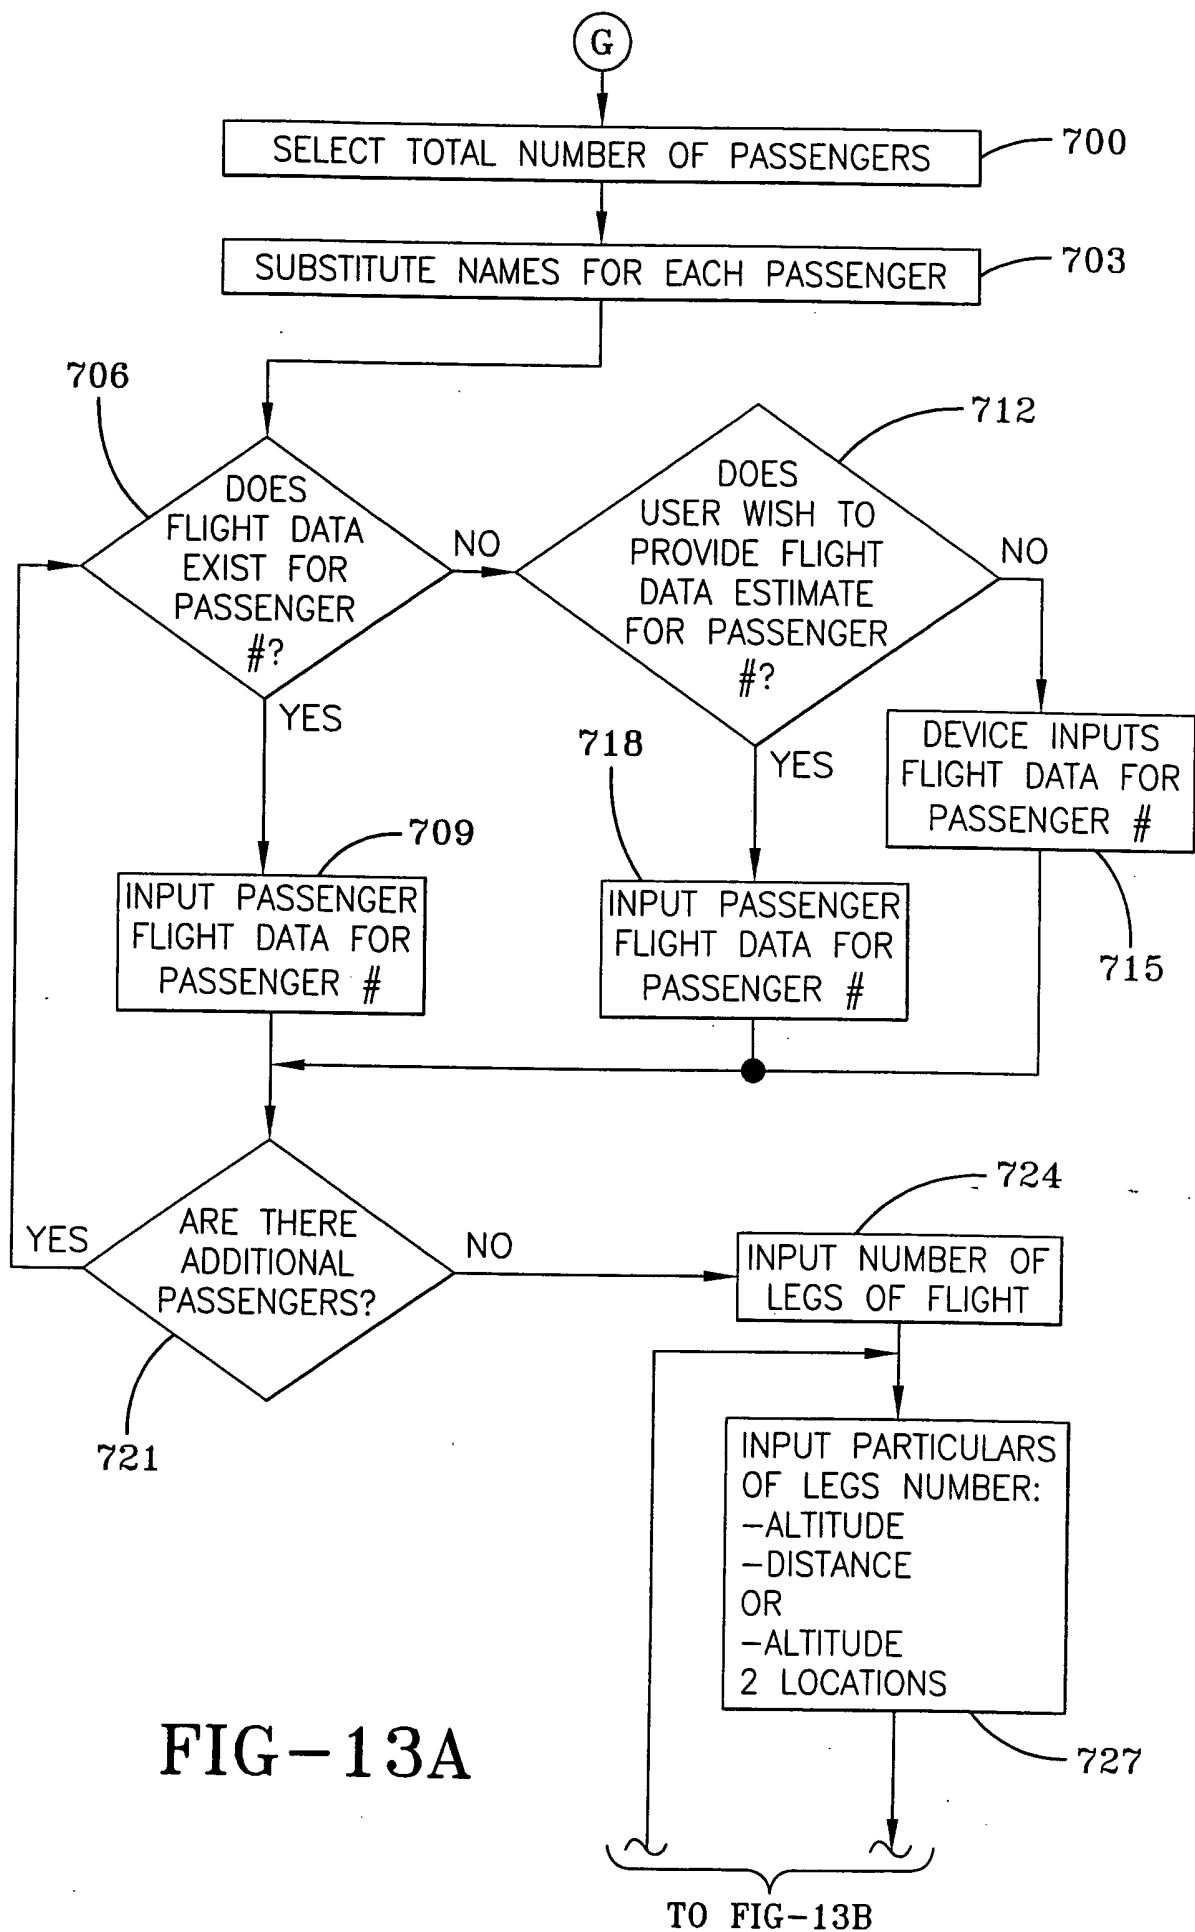 G
SELECT TOTAL NUMBER OF PASSENGERS
700
SUBSTITUTE NAMES FOR EACH PASSENGER
703
706
DOES
FLIGHT DATA
EXIST FOR
PASSENGER
#?
NO
YES
712
DOES
USER WISH TO
PROVIDE FLIGHT
DATA ESTIMATE
FOR PASSENGER
#?
NO
YES
DEVICE INPUTS
FLIGHT DATA FOR
PASSENGER #
715
718
INPUT PASSENGER
FLIGHT DATA FOR
PASSENGER #
709
INPUT PASSENGER
FLIGHT DATA FOR
PASSENGER #
YES
ARE THERE
ADDITIONAL
PASSENGERS?
NO
721
724
INPUT NUMBER OF
LEGS OF FLIGHT
INPUT PARTICULARS
OF LEGS NUMBER:
-ALTITUDE
-DISTANCE
OR
-ALTITUDE
2 LOCATIONS
727
FIG-13A
TO FIG-13B